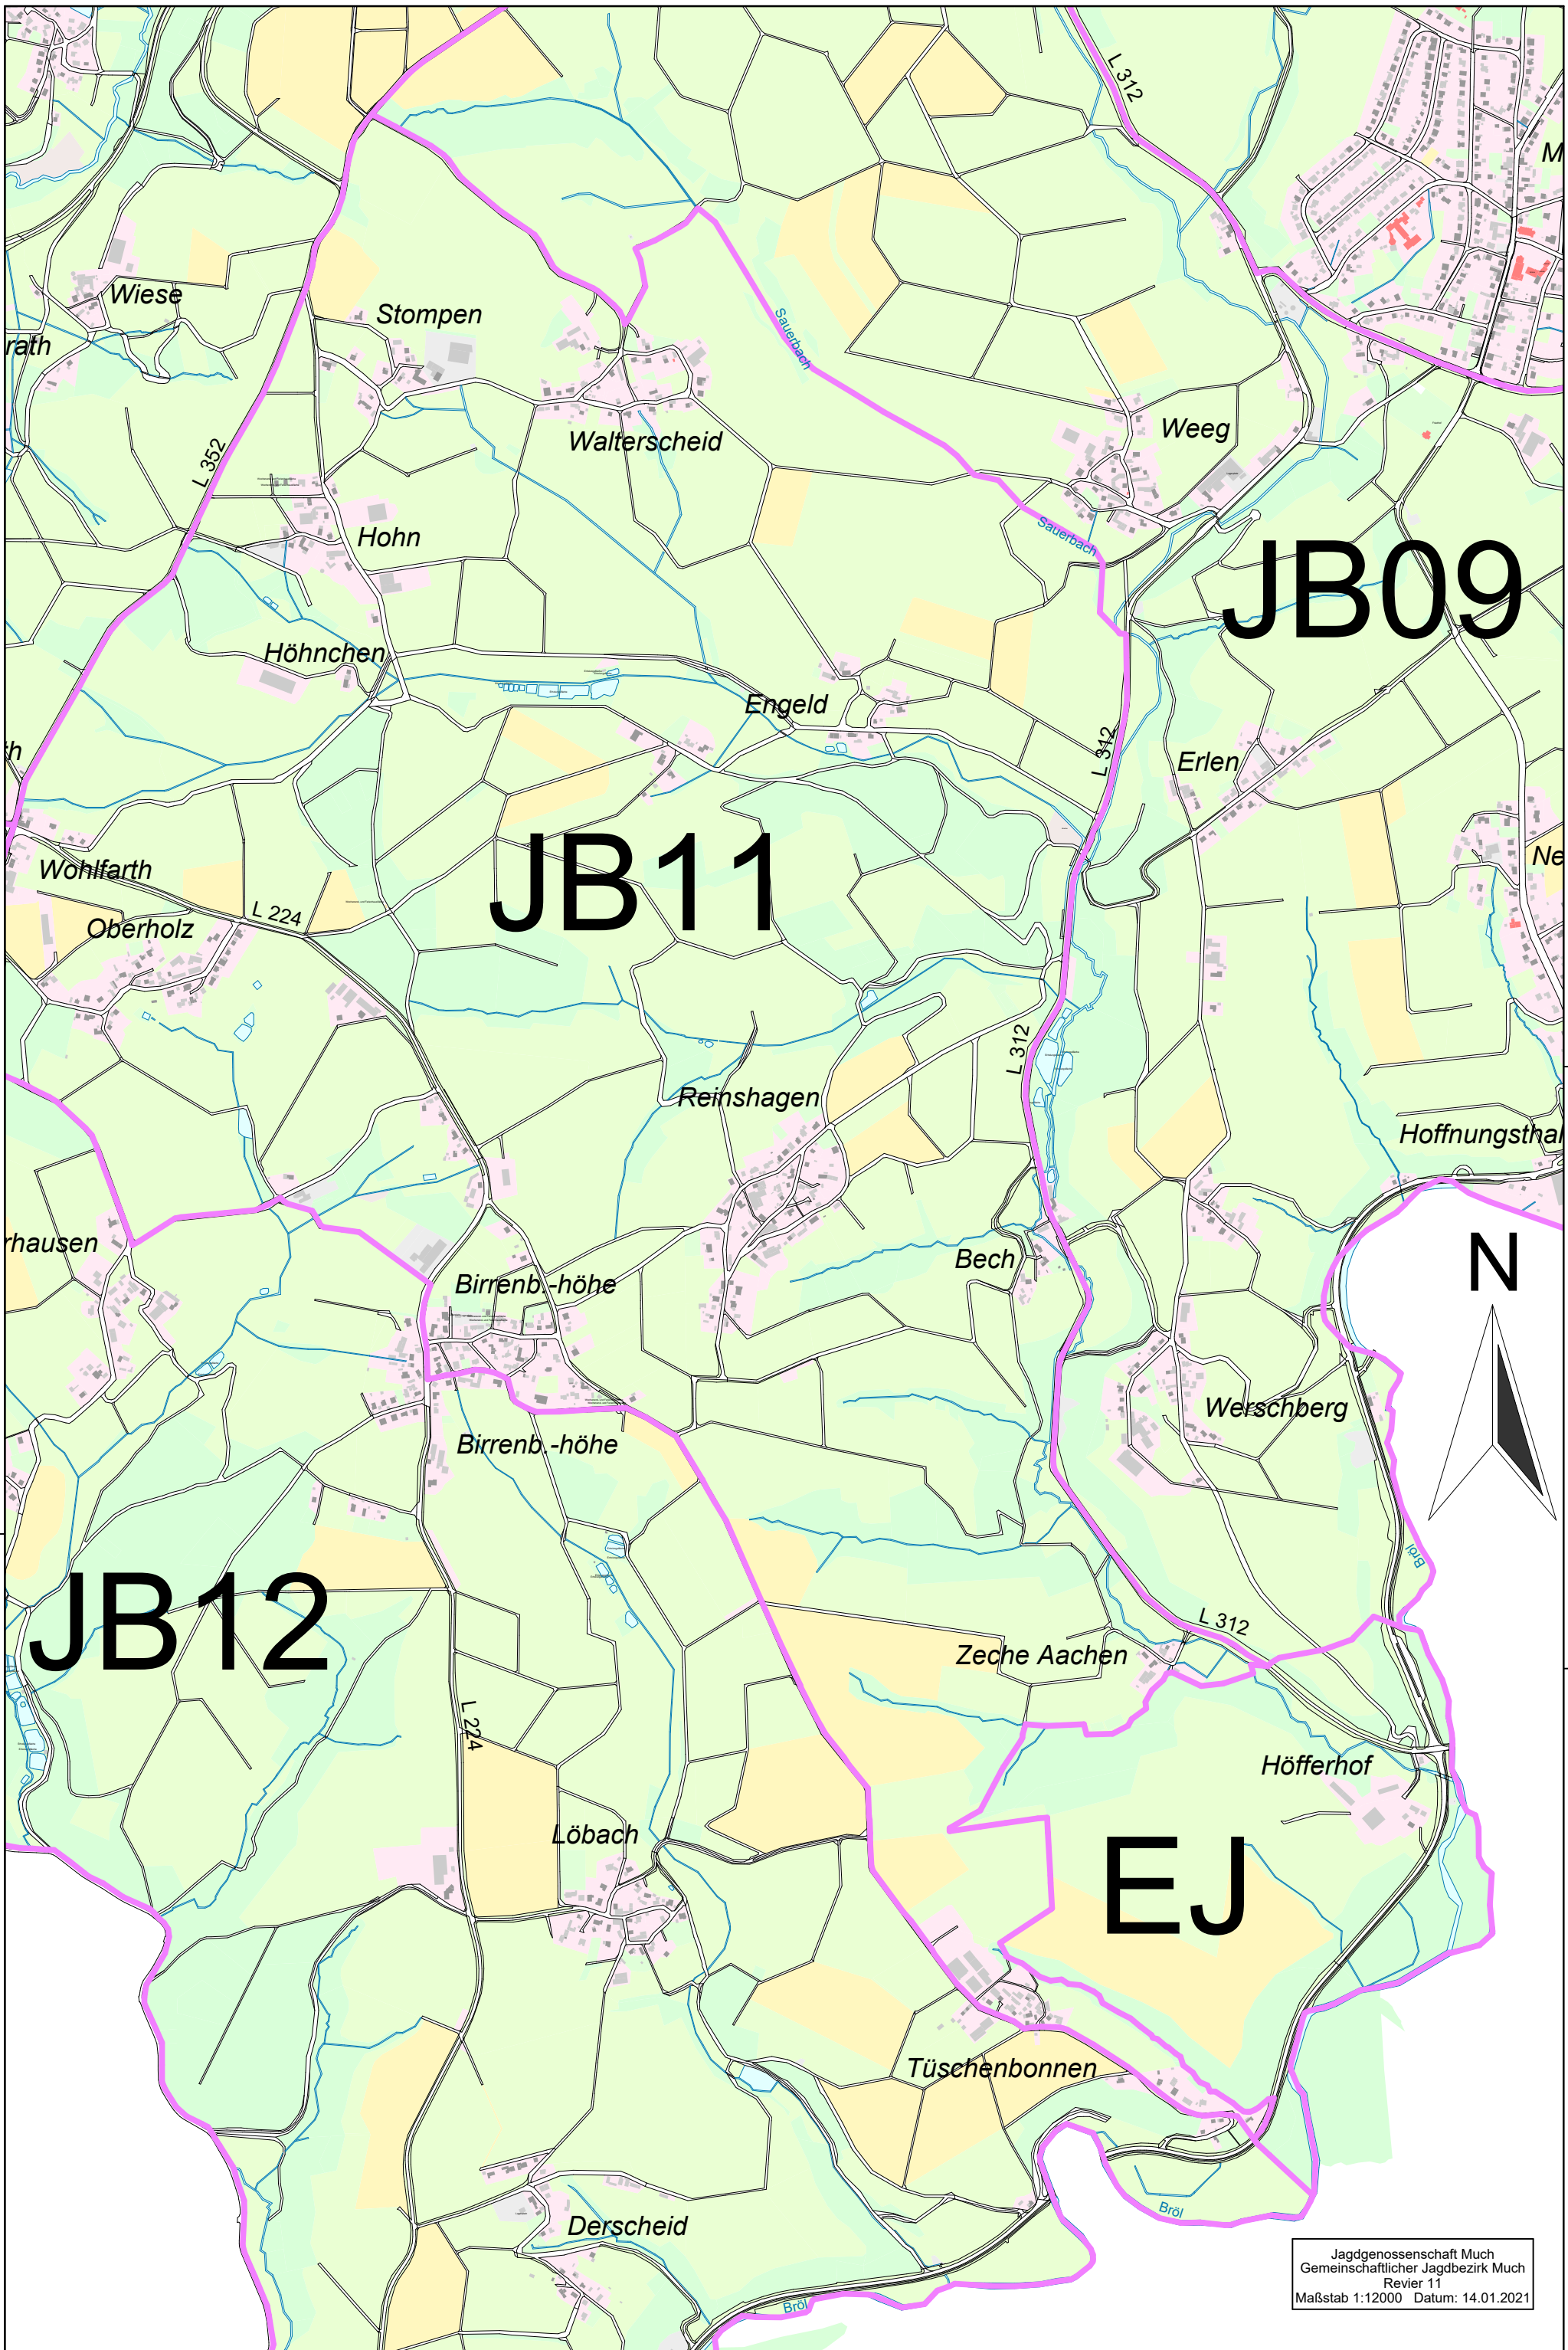 L 312
M
Wiese
Stompen
rath
Sauerbach
Walterscheid
Weeg
L 352
Hohn
Sauerbach
JB09
Höhnchen
Engeld
L 312
Erlen
JB11
Wohlfarth
Ne
L 224
Oberholz
L 312
Reinshagen
Hoffnungsthal
rhausen
N
Bech
Birrenb.-höhe
Werschberg
Birrenb.-höhe
Bröl
JB12
L 312
Zeche Aachen
L 224
Höfferhof
Löbach
EJ
Tüschenbonnen
Bröl
Derscheid
Bröl
Jagdgenossenschaft Much
Gemeinschaftlicher Jagdbezirk Much
Revier 11
Maßstab 1:12000 Datum: 14.01.2021